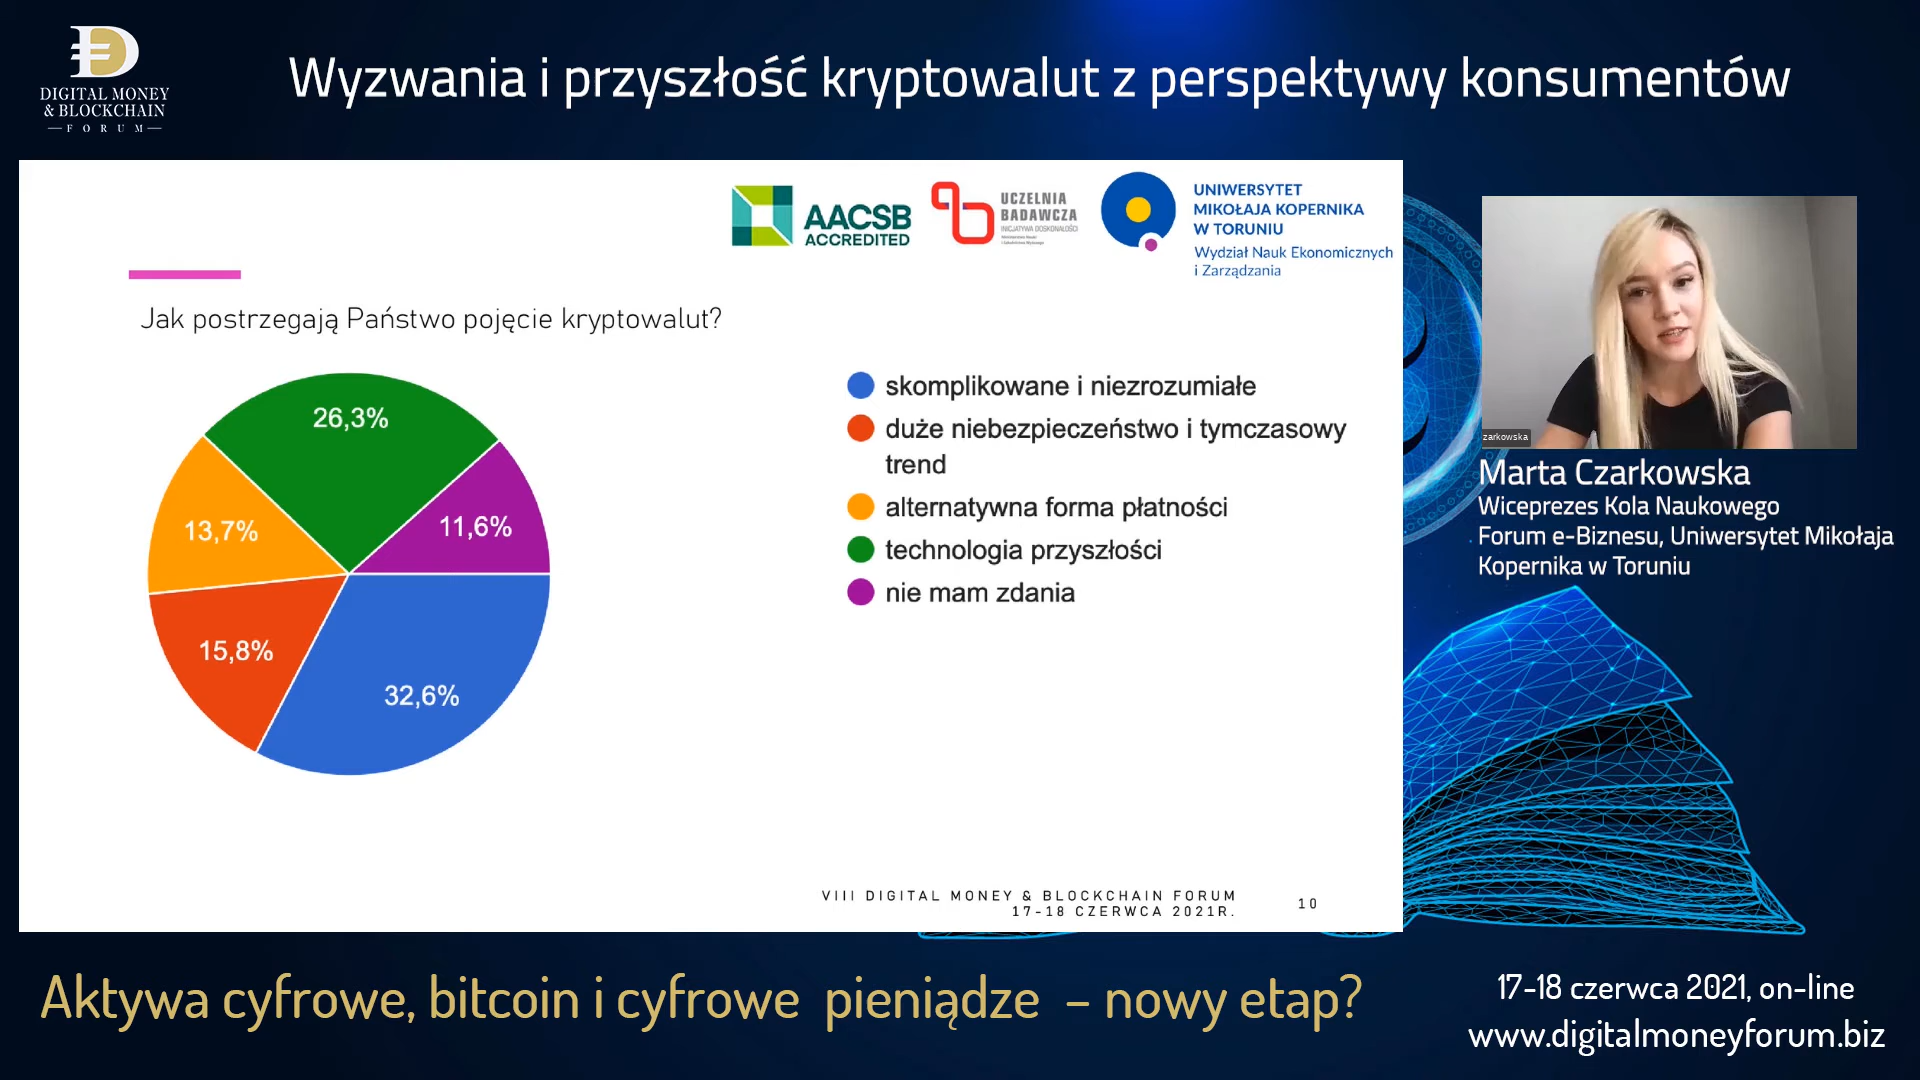 DIGITAL MONEY
& BLOCKCHAIN
FORUM
Wyzwania i przyszłość kryptowalut z perspektywy konsumentów
AACSB
ACCREDITED
UCZELNIA
BADAWCZA
INICJATYWA DOSKONAŁOŚCI
UNIWERSYTET
MIKOŁAJA KOPERNIKA
W TORUNIU
Wydział Nauk Ekonomicznych
i Zarządzania
Jak postrzegają Państwo pojęcie kryptowalut?
26,3%
13,7%
11,6%
15,8%
32,6%
skomplikowane i niezrozumiałe
duże niebezpieczeństwo i tymczasowy
trend
alternatywna forma płatności
technologia przyszłości
nie mam zdania
VIII DIGITAL MONEY & BLOCKCHAIN FORUM
17-18 CZERWCA 2021R.
10
zarkowska
Marta Czarkowska
Wiceprezes Kola Naukowego
Forum e-Biznesu, Uniwersytet Mikołaja
Kopernika w Toruniu
Aktywa cyfrowe, bitcoin i cyfrowe pieniądze – nowy etap?
17-18 czerwca 2021, on-line
www.digitalmoneyforum.biz